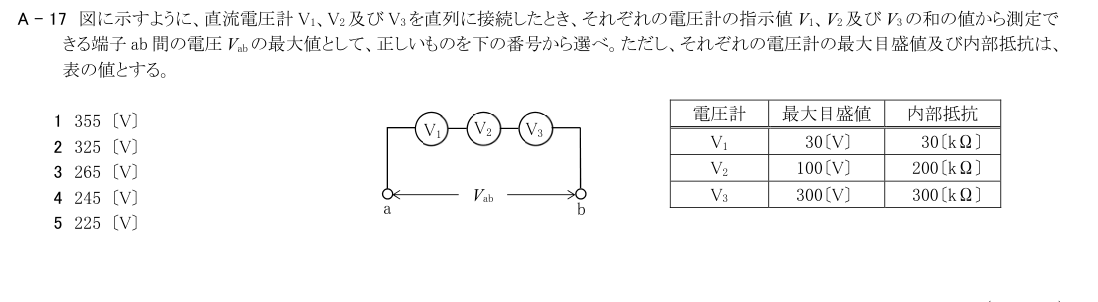 A－17 図に示すように、直流電圧計 V₁、V₂ 及び V₃ を直列に接続したとき、それぞれの電圧計の指示値 V₁、V₂ 及び V₃ の和の値から測定で
きる端子 ab 間の電圧 Vab の最大値として、正しいものを下の番号から選べ。ただし、それぞれの電圧計の最大目盛値及び内部抵抗は、
表の値とする。
1 355 〔V〕
2 325 〔V〕
3 265 〔V〕
4 245 〔V〕
5 225 〔V〕
V₁ V₂ V₃
Vab
a b
電圧計 最大目盛値 内部抵抗
V₁ 30〔V〕 30〔kΩ〕
V₂ 100〔V〕 200〔kΩ〕
V₃ 300〔V〕 300〔kΩ〕